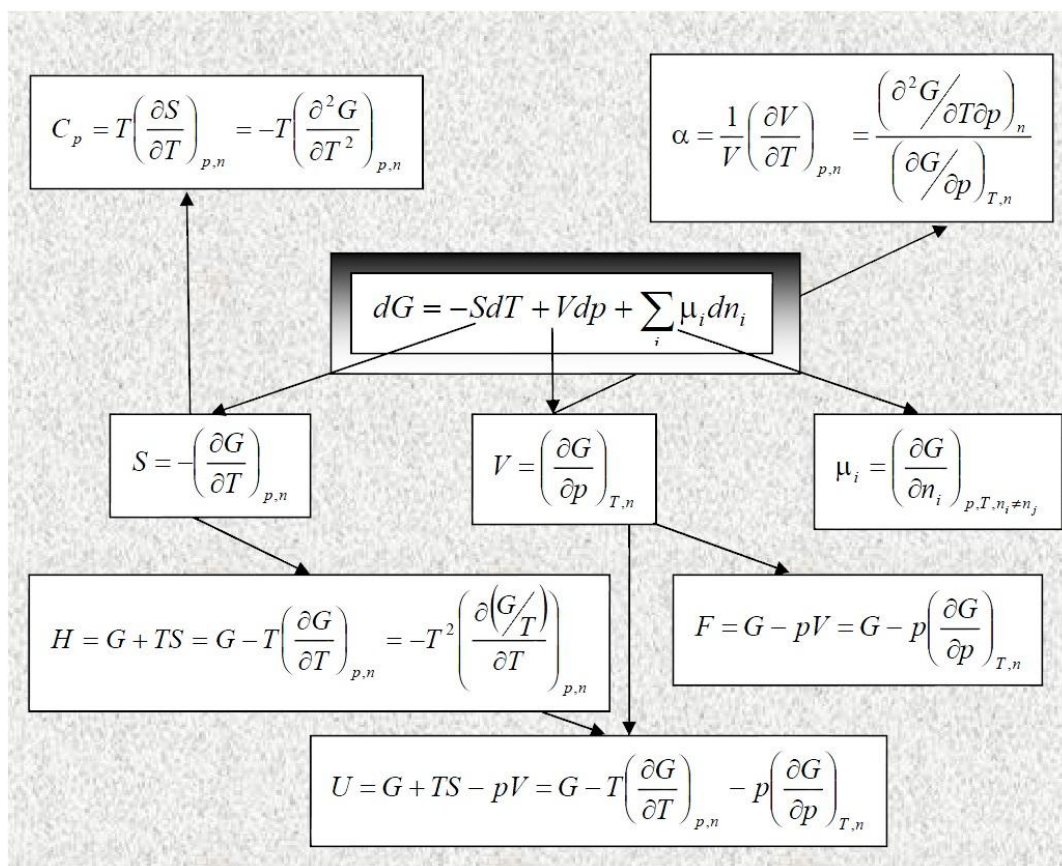 C_p = T(∂S/∂T)_{p,n} = −T(∂²G/∂T²)_{p,n}
α = 1/V (∂V/∂T)_{p,n} = (∂²G/∂T∂p)_n / (∂G/∂p)_{T,n}
dG = −SdT + Vdp + ∑_i μ_i dn_i
S = −(∂G/∂T)_{p,n}
V = (∂G/∂p)_{T,n}
μ_i = (∂G/∂n_i)_{p,T,n_i≠n_j}
H = G + TS = G − T(∂G/∂T)_{p,n} = −T²(∂(G/T)/∂T)_{p,n}
F = G − pV = G − p(∂G/∂p)_{T,n}
U = G + TS − pV = G − T(∂G/∂T)_{p,n} − p(∂G/∂p)_{T,n}